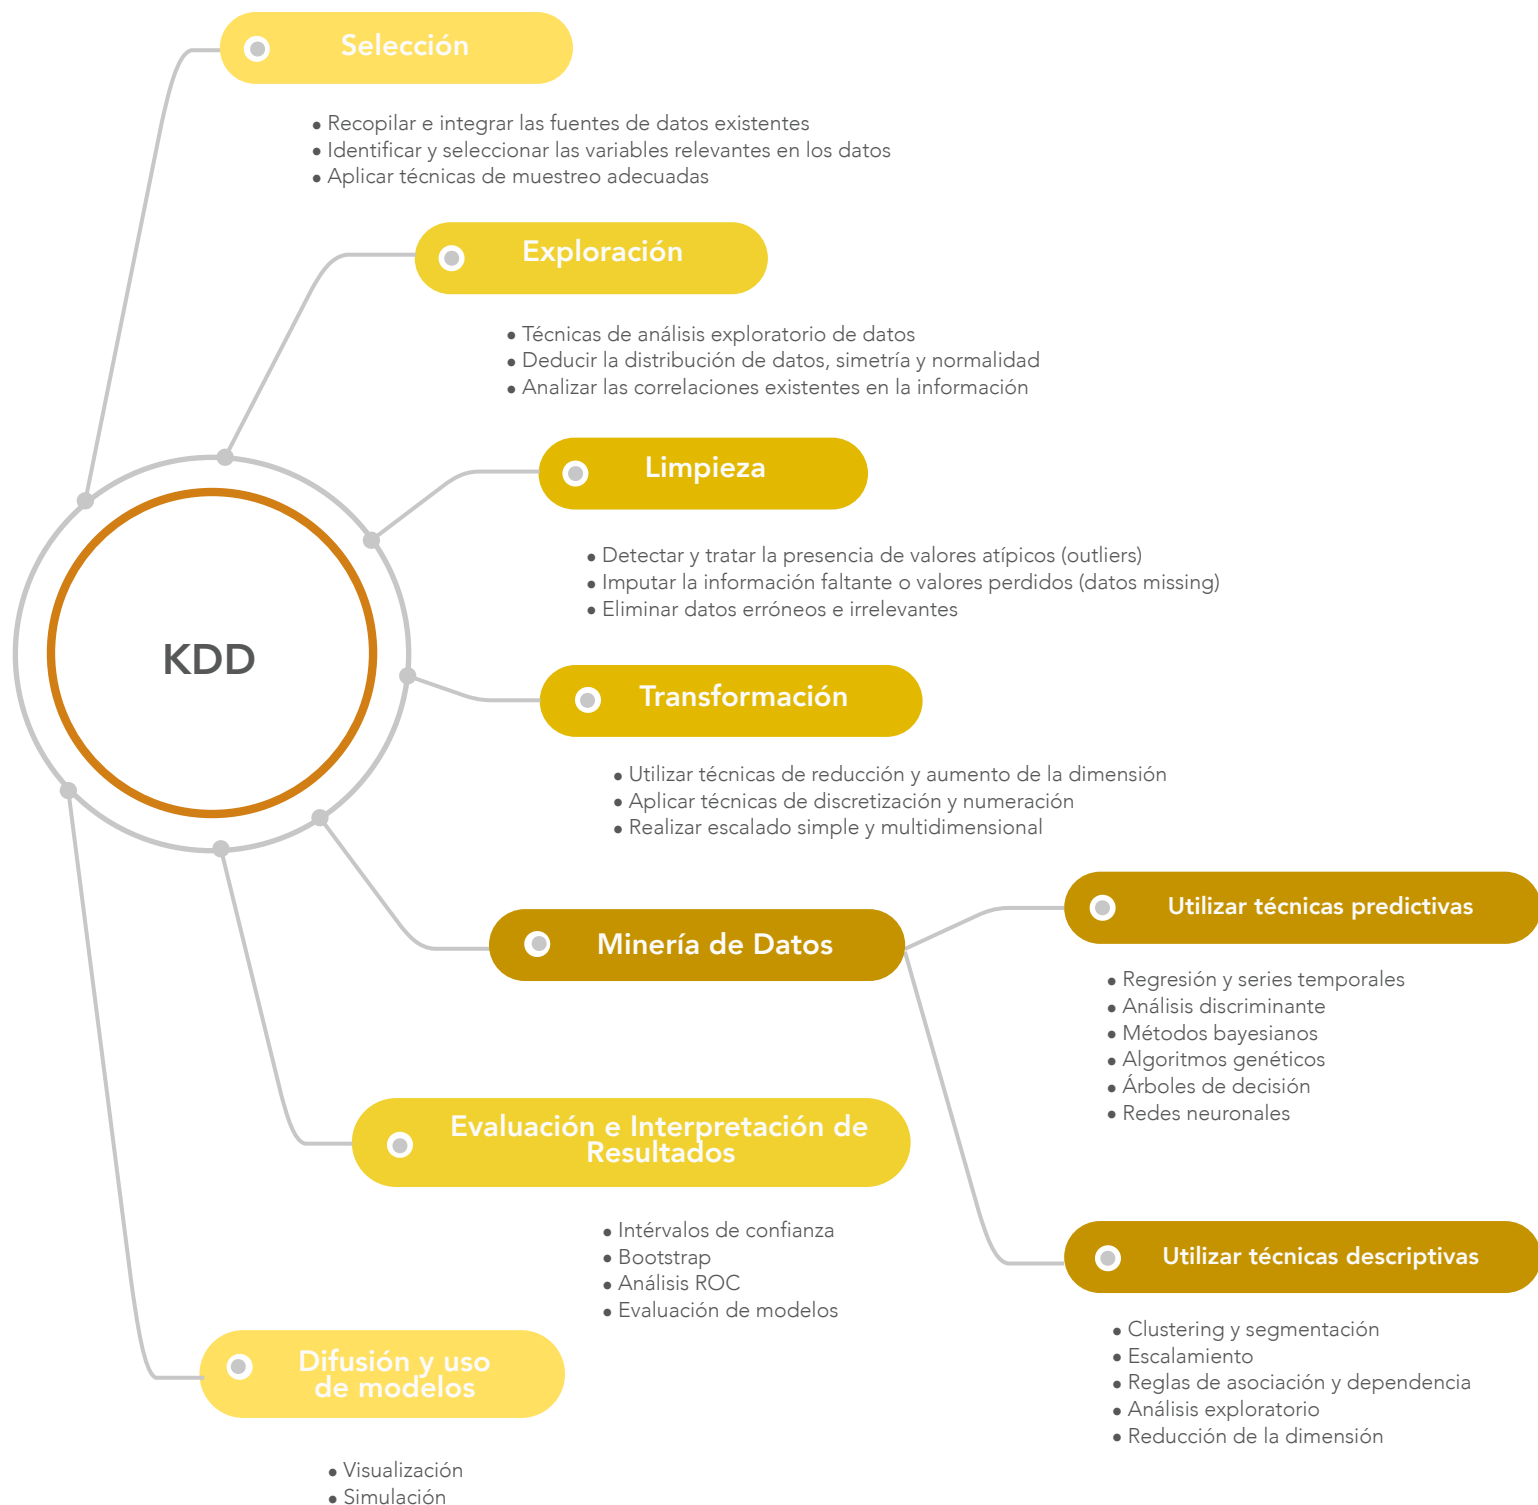 Selección
• Recopilar e integrar las fuentes de datos existentes
• Identificar y seleccionar las variables relevantes en los datos
• Aplicar técnicas de muestreo adecuadas
Exploración
• Técnicas de análisis exploratorio de datos
• Deducir la distribución de datos, simetría y normalidad
• Analizar las correlaciones existentes en la información
Limpieza
• Detectar y tratar la presencia de valores atípicos (outliers)
• Imputar la información faltante o valores perdidos (datos missing)
• Eliminar datos erróneos e irrelevantes
KDD
Transformación
• Utilizar técnicas de reducción y aumento de la dimensión
• Aplicar técnicas de discretización y numeración
• Realizar escalado simple y multidimensional
Minería de Datos
Utilizar técnicas predictivas
• Regresión y series temporales
• Análisis discriminante
• Métodos bayesianos
• Algoritmos genéticos
• Árboles de decisión
• Redes neuronales
Utilizar técnicas descriptivas
• Clustering y segmentación
• Escalamiento
• Reglas de asociación y dependencia
• Análisis exploratorio
• Reducción de la dimensión
Evaluación e Interpretación de
Resultados
• Intérvalos de confianza
• Bootstrap
• Análisis ROC
• Evaluación de modelos
Difusión y uso
de modelos
• Visualización
• Simulación